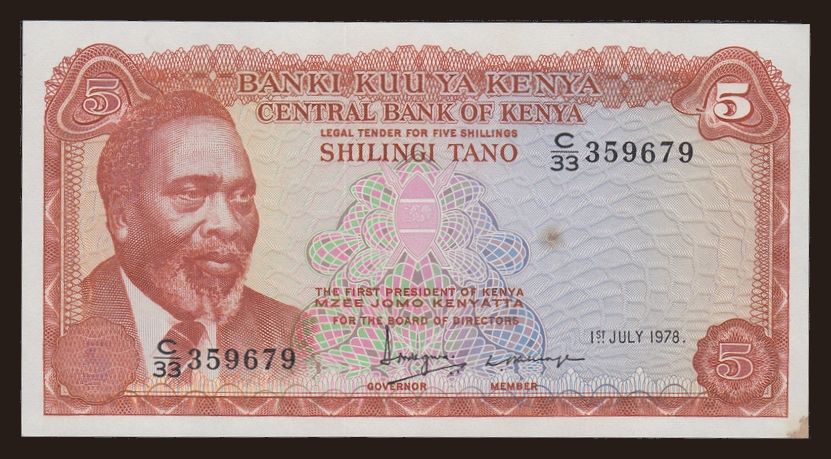 5 5
BANKI KUU YA KENYA
CENTRAL BANK OF KENYA
LEGAL TENDER FOR FIVE SHILLINGS
SHILINGI TANO
C/33 359679
THE FIRST PRESIDENT OF KENYA
MZEE JOMO KENYATTA
FOR THE BOARD OF DIRECTORS
1ST JULY 1978.
C/33 359679
GOVERNOR MEMBER
5 5